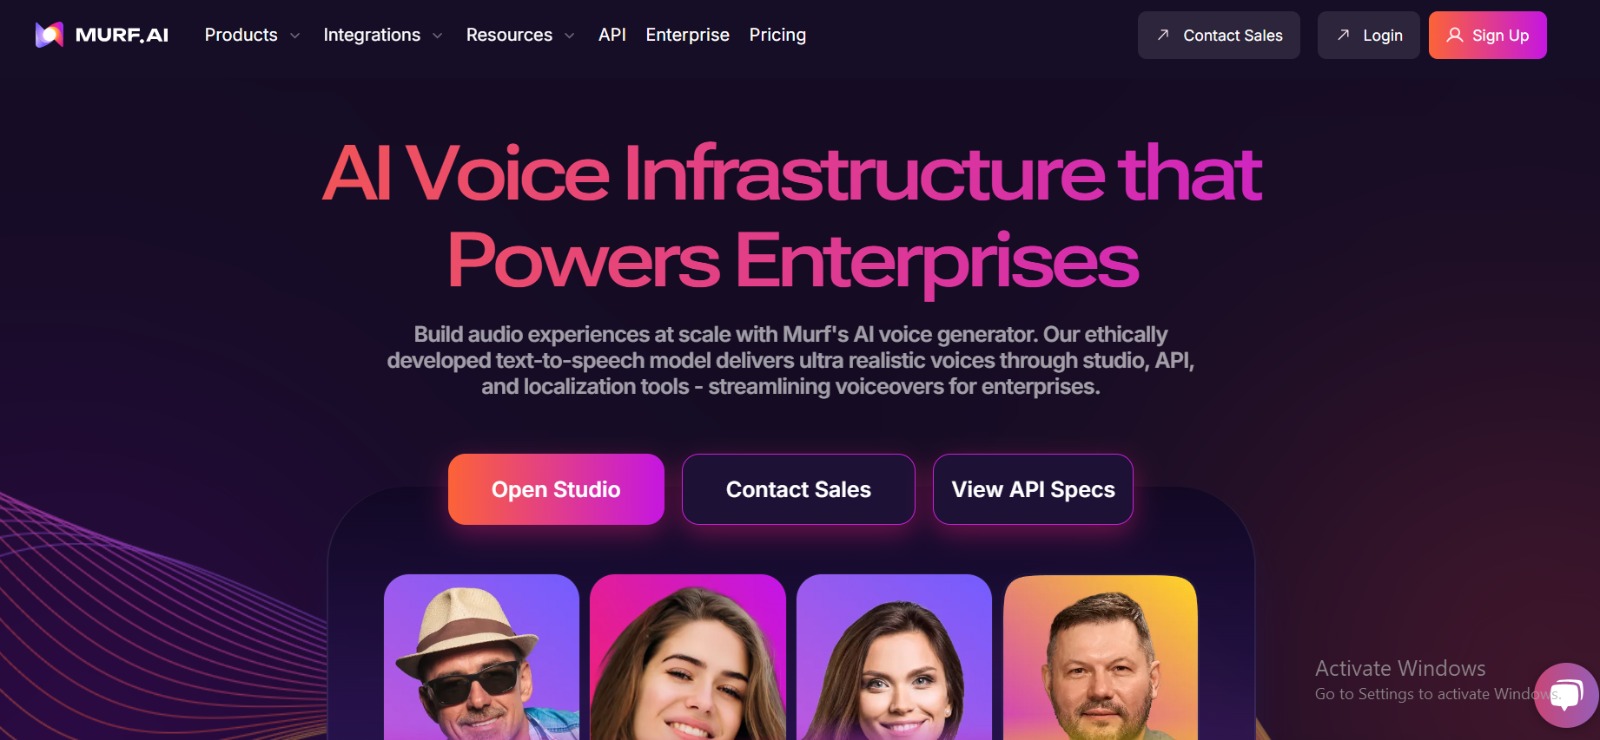 MURF.AI
Products
Integrations
Resources
API
Enterprise
Pricing
Contact Sales
Login
Sign Up
AI Voice Infrastructure that
Powers Enterprises
Build audio experiences at scale with Murf's AI voice generator. Our ethically
developed text-to-speech model delivers ultra realistic voices through studio, API,
and localization tools - streamlining voiceovers for enterprises.
Open Studio
Contact Sales
View API Specs
Activate Windows
Go to Settings to activate Windows.